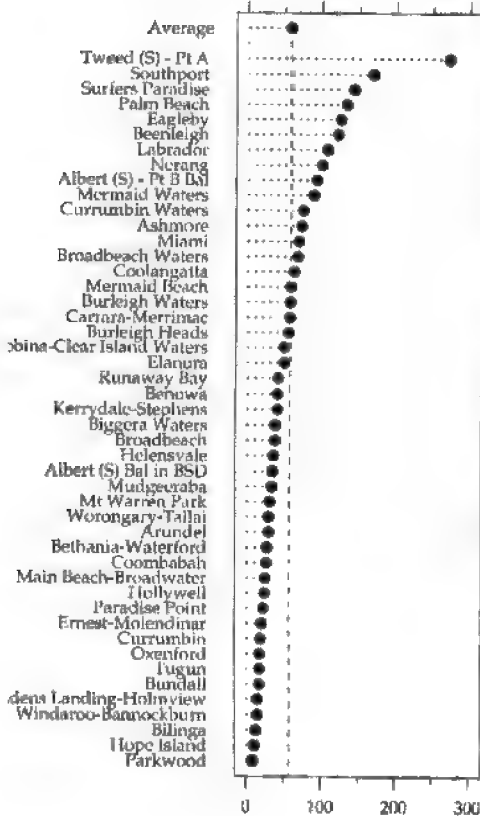 Average
Tweed (S) - Pt A
Southport
Surfers Paradise
Palm Beach
Eagleby
Beenleigh
Labrador
Nerang
Albert (S) - Pt B Bal
Mermaid Waters
Currumbin Waters
Ashmore
Miami
Broadbeach Waters
Coolangatta
Mermaid Beach
Burleigh Waters
Carrara-Merrimac
Burleigh Heads
obina-Clear Island Waters
Elanora
Runaway Bay
Benowa
Kerrydale-Stephens
Biggera Waters
Broadbeach
Helensvale
Albert (S) Bal in BSD
Mudgeeraba
Mt Warren Park
Worongary-Tallai
Arundel
Bethania-Waterford
Coombabah
Main Beach-Broadwater
Hollywell
Paradise Point
Ernest-Molendinar
Currumbin
Oxenford
Tugun
Bundall
dens Landing-Holmview
Windaroo-Bannockburn
Bilinga
Hope Island
Parkwood
0 100 200 300